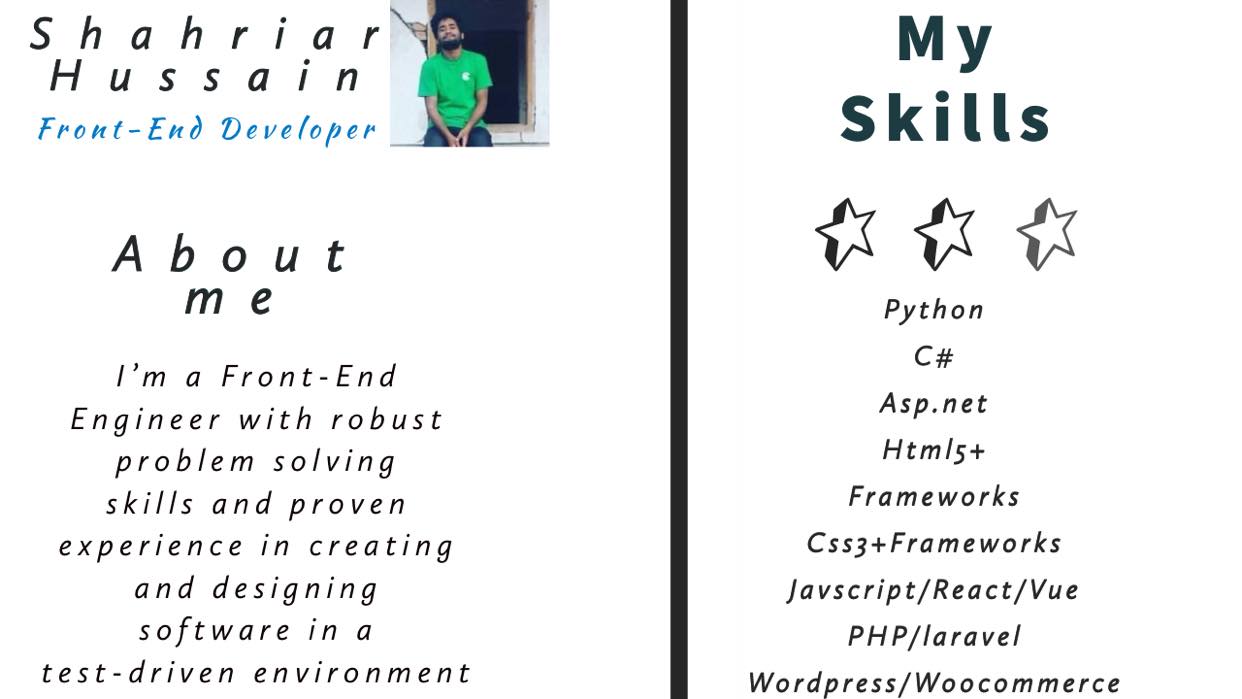 Shahriar
Hussain
Front-End Developer
About
me
I’m a Front-End
Engineer with robust
problem solving
skills and proven
experience in creating
and designing
software in a
test-driven environment
My
Skills
Python
C#
Asp.net
Html5+
Frameworks
Css3+Frameworks
Javscript/React/Vue
PHP/laravel
Wordpress/Woocommerce